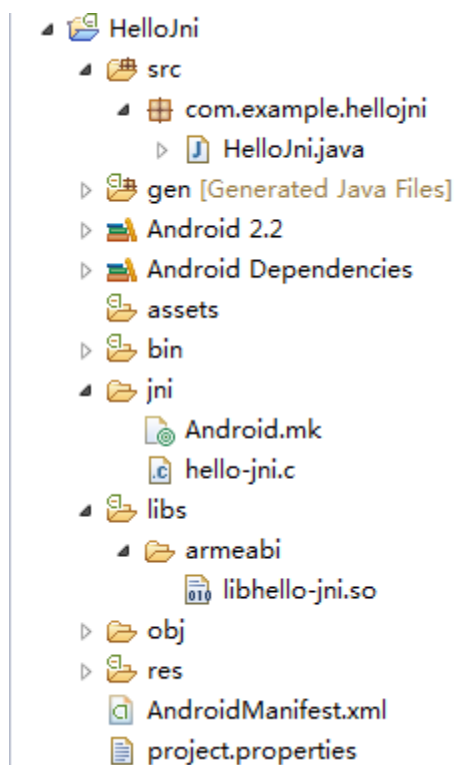 HelloJni
src
com.example.hellojni
HelloJni.java
gen [Generated Java Files]
Android 2.2
Android Dependencies
assets
bin
jni
Android.mk
hello-jni.c
libs
armeabi
libhello-jni.so
obj
res
AndroidManifest.xml
project.properties